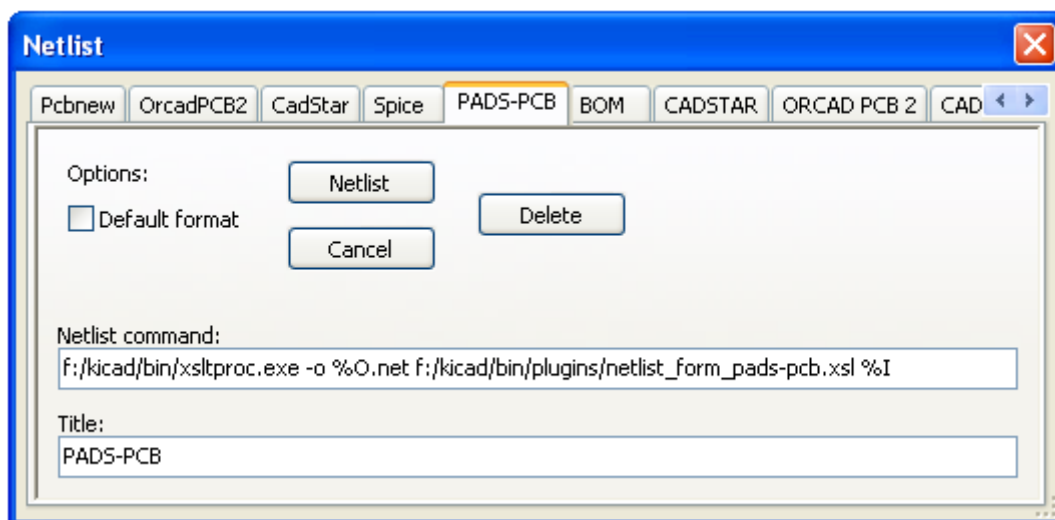 Netlist
Pcbnew OrcadPCB2 CadStar Spice PADS-PCB BOM CADSTAR ORCAD PCB 2 CAD
Options:
Netlist
Default format
Delete
Cancel
Netlist command:
f:/kicad/bin/xsltproc.exe -o %O.net f:/kicad/bin/plugins/netlist_form_pads-pcb.xsl %I
Title:
PADS-PCB